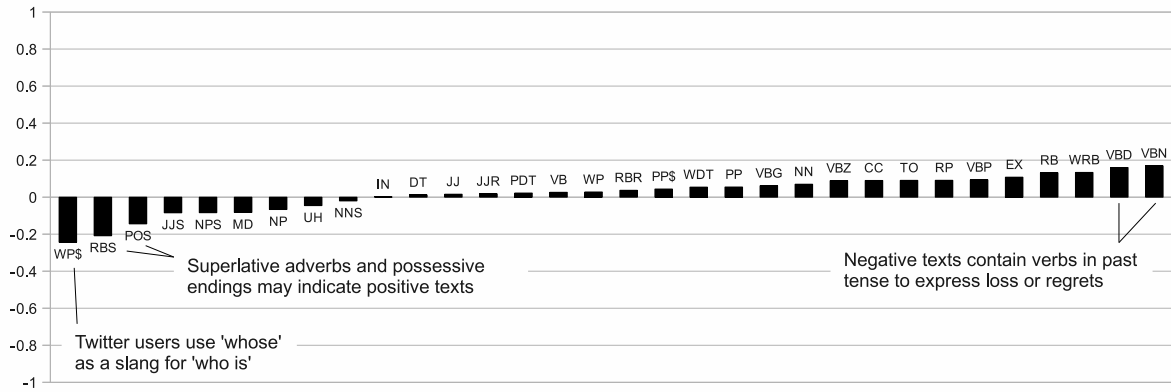 1
0.8
0.6
0.4
0.2
0
-0.2
-0.4
-0.6
-0.8
-1
WP$
RBS
POS
JJS
NPS
MD
NP
UH
NNS
IN
DT
JJ
JJR
PDT
VB
WP
RBR
PP$
WDT
PP
VBG
NN
VBZ
CC
TO
RP
VBP
EX
RB
WRB
VBD
VBN
Superlative adverbs and possessive
endings may indicate positive texts
Twitter users use 'whose'
as a slang for 'who is'
Negative texts contain verbs in past
tense to express loss or regrets